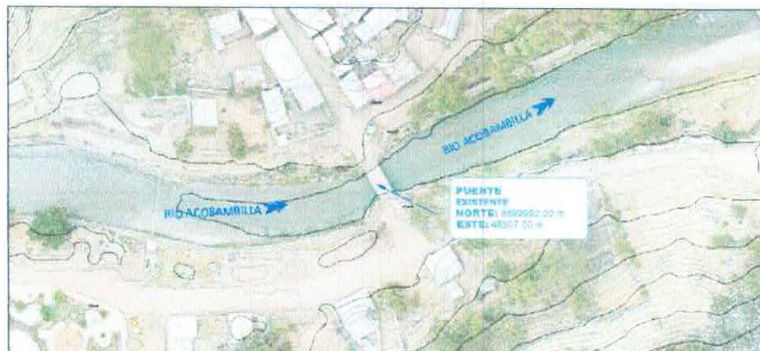 RIO ACOBAMBILLA
RIO ACOBAMBILLA
PUENTE
EXISTENTE
NORTE:
ESTE: